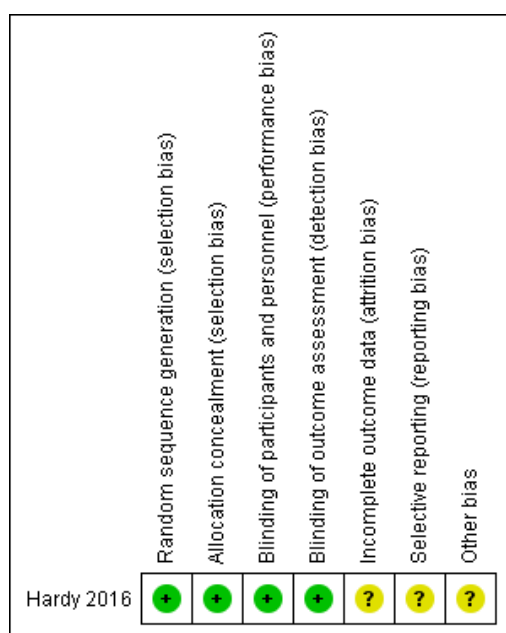 Random sequence generation (selection bias)
Allocation concealment (selection bias)
Blinding of participants and personnel (performance bias)
Blinding of outcome assessment (detection bias)
Incomplete outcome data (attrition bias)
Selective reporting (reporting bias)
Other bias
Hardy 2016 + + + + ? ? ?